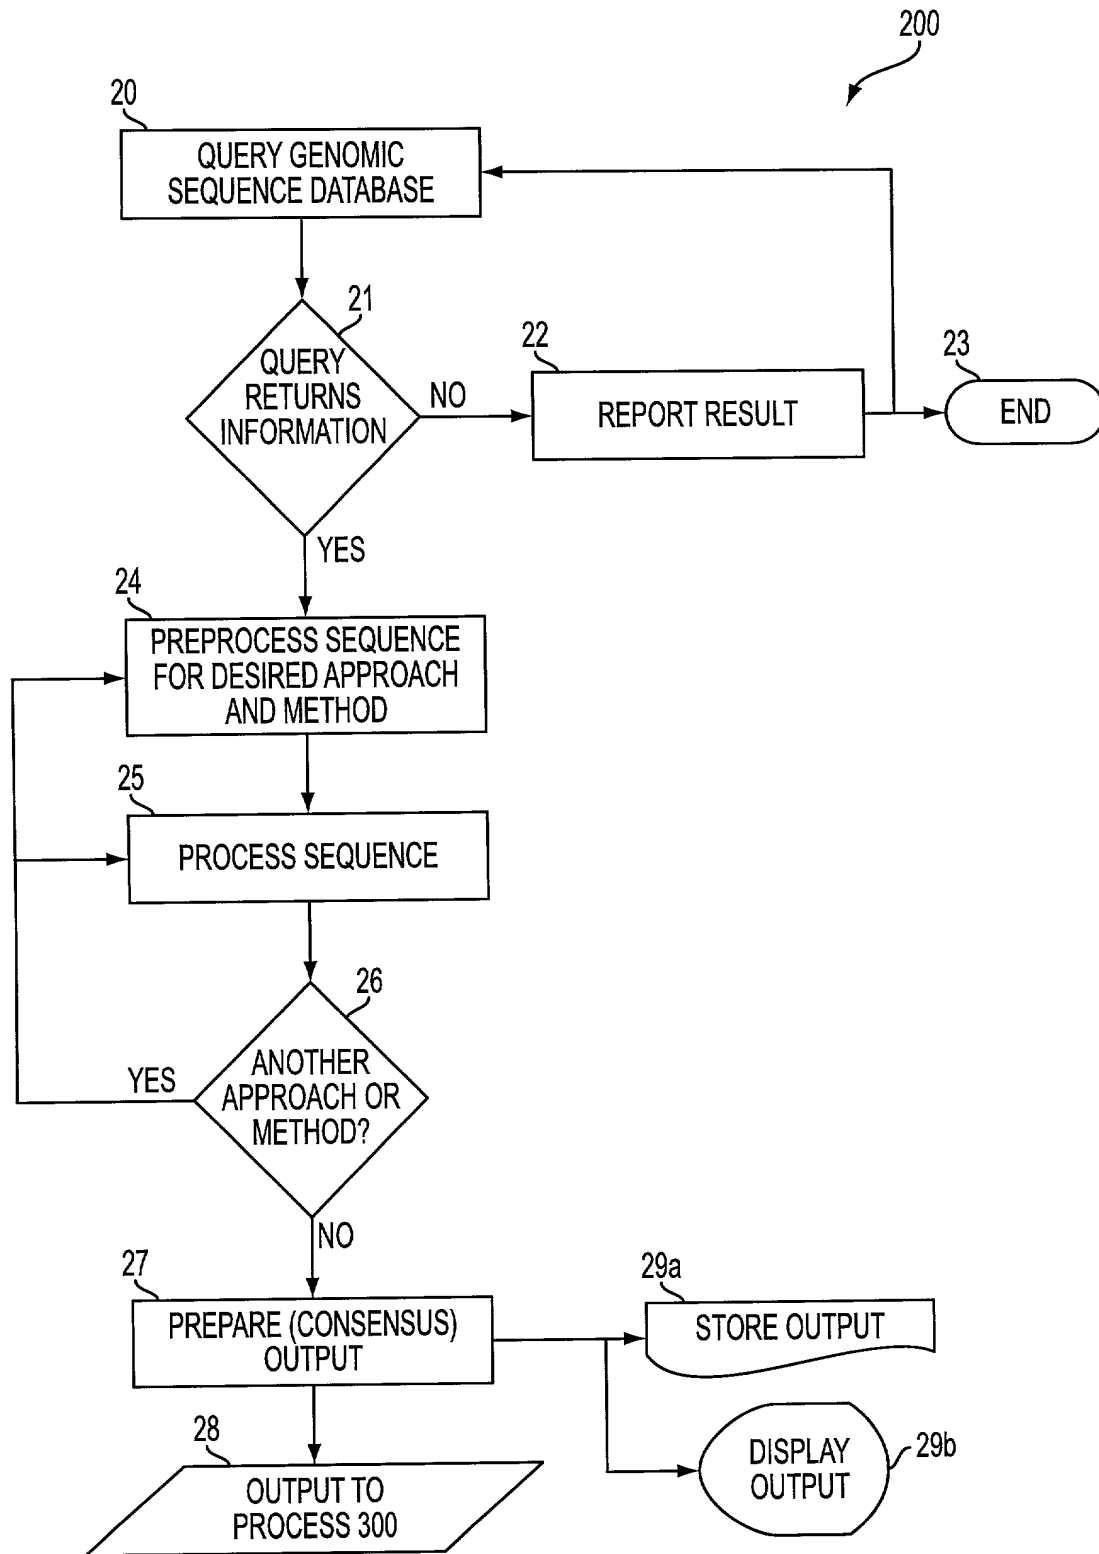 200
20
QUERY GENOMIC
SEQUENCE DATABASE
21
QUERY
RETURNS
INFORMATION
NO
22
REPORT RESULT
23
END
YES
24
PREPROCESS SEQUENCE
FOR DESIRED APPROACH
AND METHOD
25
PROCESS SEQUENCE
26
ANOTHER
APPROACH OR
METHOD?
YES
NO
27
PREPARE (CONSENSUS)
OUTPUT
29a
STORE OUTPUT
28
OUTPUT TO
PROCESS 300
DISPLAY
OUTPUT
29b